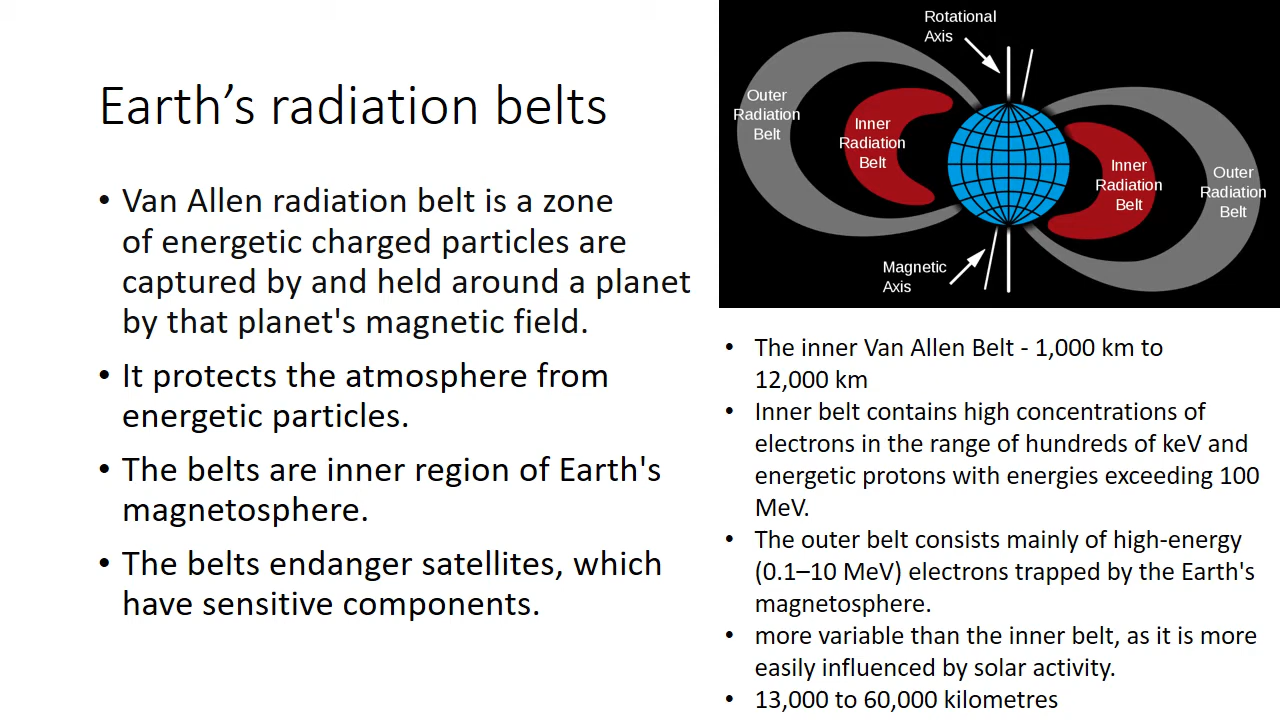 Earth’s radiation belts
• Van Allen radiation belt is a zone
of energetic charged particles are
captured by and held around a planet
by that planet's magnetic field.
• It protects the atmosphere from
energetic particles.
• The belts are inner region of Earth's
magnetosphere.
• The belts endanger satellites, which
have sensitive components.
Rotational
Axis
Outer
Radiation
Belt
Inner
Radiation
Belt
Inner
Radiation
Belt
Outer
Radiation
Belt
Magnetic
Axis
• The inner Van Allen Belt - 1,000 km to
12,000 km
• Inner belt contains high concentrations of
electrons in the range of hundreds of keV and
energetic protons with energies exceeding 100
MeV.
• The outer belt consists mainly of high-energy
(0.1–10 MeV) electrons trapped by the Earth's
magnetosphere.
• more variable than the inner belt, as it is more
easily influenced by solar activity.
• 13,000 to 60,000 kilometres